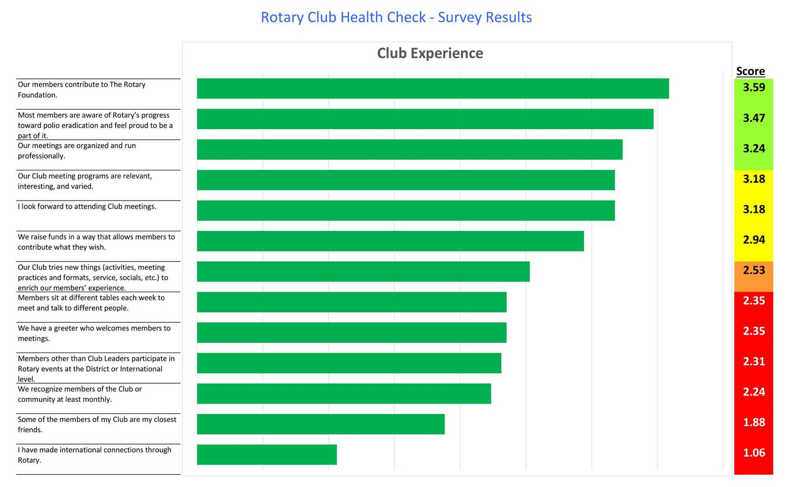 Rotary Club Health Check - Survey Results
Club Experience
Score
Our members contribute to The Rotary
Foundation.
3.59
Most members are aware of Rotary's progress
toward polio eradication and feel proud to be a
part of it.
3.47
Our meetings are organized and run
professionally.
3.24
Our Club meeting programs are relevant,
interesting, and varied.
3.18
I look forward to attending Club meetings.
3.18
We raise funds in a way that allows members to
contribute what they wish.
2.94
Our Club tries new things (activities, meeting
practices and formats, service, socials, etc.) to
enrich our members' experience.
2.53
Members sit at different tables each week to
meet and talk to different people.
2.35
We have a greeter who welcomes members to
meetings.
2.35
Members other than Club Leaders participate in
Rotary events at the District or International
level.
2.31
We recognize members of the Club or
community at least monthly.
2.24
Some of the members of my Club are my closest
friends.
1.88
I have made international connections through
Rotary.
1.06